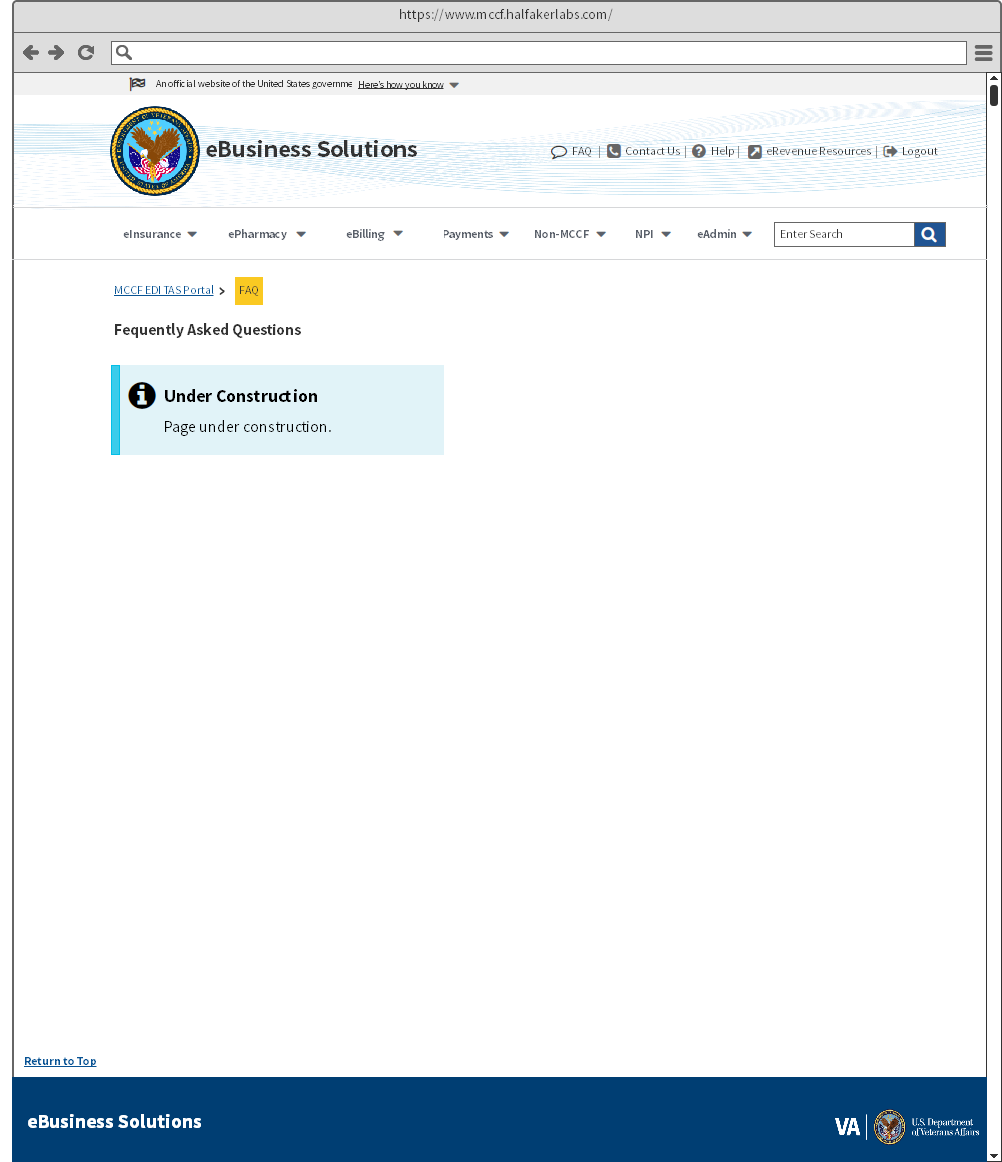 https://www.mccf.halfakerlabs.com/
An official website of the United States governme Here's how you know
eBusiness Solutions
FAQ | Contact Us | Help | eRevenue Resources | Logout
eInsurance ePharmacy eBilling Payments Non-MCCF NPI eAdmin Enter Search
MCCF EDI TAS Portal > FAQ
Fequently Asked Questions
Under Construction
Page under construction.
Return to Top
eBusiness Solutions
VA | U.S. Department
of Veterans Affairs